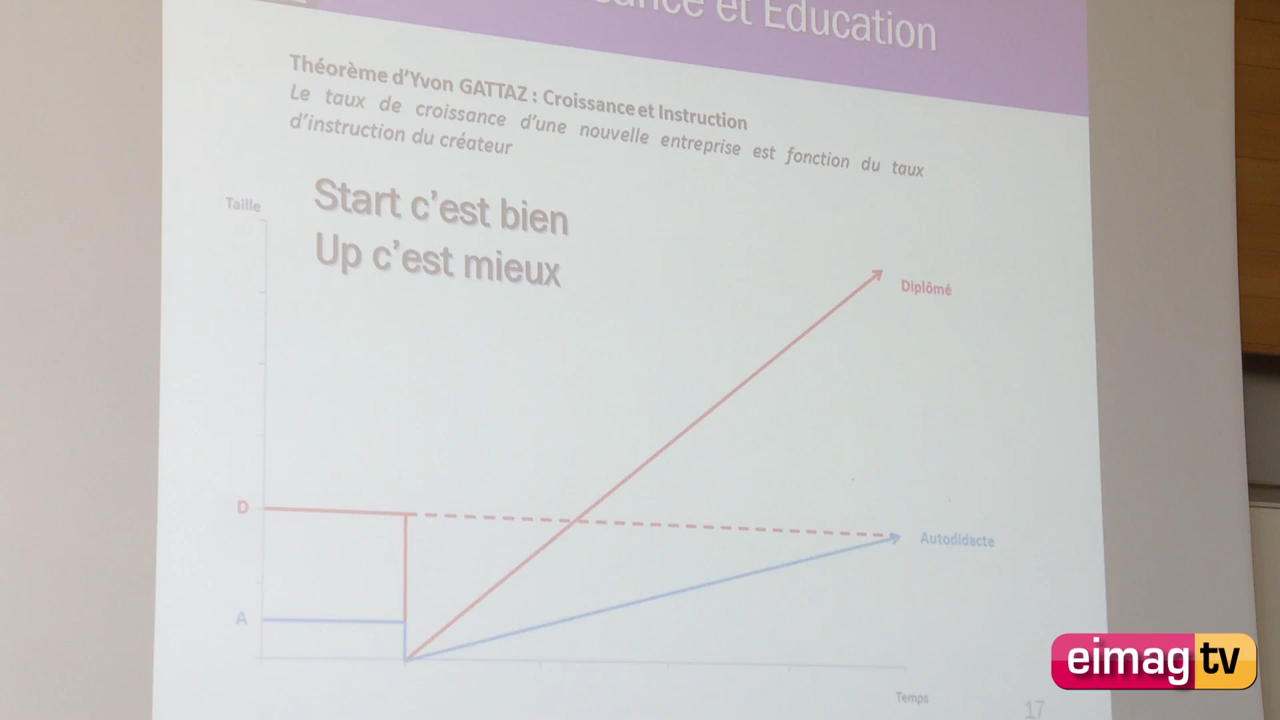 et Education
Théorème d'Yvon GATTAZ : Croissance et Instruction
Le taux de croissance d'une nouvelle entreprise est fonction du taux
d'instruction du créateur
Start c'est bien
Up c'est mieux
Taille
Diplômé
D
Autodidacte
A
Temps
17
eimag tv